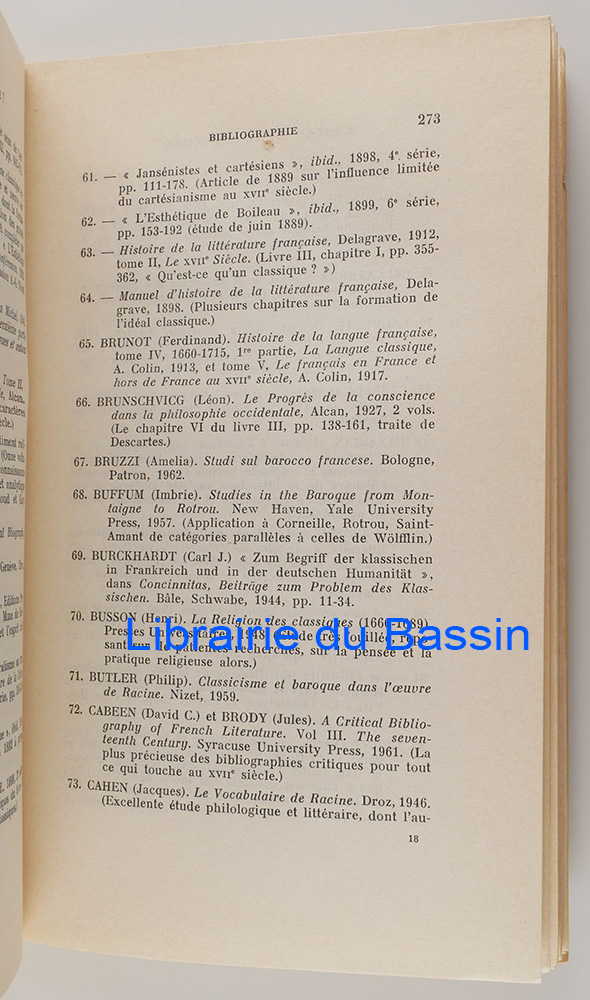 273
BIBLIOGRAPHIE
61. — « Jansénistes et cartésiens », ibid., 1898, 4e série,
pp. 111-178. (Article de 1889 sur l'influence limitée
du cartésianisme au XVIIe siècle.)
62. — « L'Esthétique de Boileau », ibid., 1899, 6e série,
pp. 153-192 (étude de juin 1889).
63. — Histoire de la littérature française, Delagrave, 1912,
tome II, Le XVIIe Siècle. (Livre III, chapitre I, pp. 355-
362, « Qu'est-ce qu'un classique ? »)
64. — Manuel d'histoire de la littérature française, Dela-
grave, 1898. (Plusieurs chapitres sur la formation de
l'idéal classique.)
65. BRUNOT (Ferdinand). Histoire de la langue française,
tome IV, 1660-1715, 1re partie, La Langue classique,
A. Colin, 1913, et tome V, Le français en France et
hors de France au XVIIe siècle, A. Colin, 1917.
66. BRUNSCHVICG (Léon). Le Progrès de la conscience
dans la philosophie occidentale, Alcan, 1927, 2 vols.
(Le chapitre VI du livre III, pp. 138-161, traite de
Descartes.)
67. BRUZZI (Amelia). Studi sul barocco francese. Bologne,
Patron, 1962.
68. BUFFUM (Imbrie). Studies in the Baroque from Mon-
taigne to Rotrou. New Haven, Yale University
Press, 1957. (Application à Corneille, Rotrou, Saint-
Amant de catégories parallèles à celles de Wölfflin.)
69. BURCKHARDT (Carl J.) « Zum Begriff der klassischen
in Frankreich und in der deutschen Humanität »,
dans Concinnitas, Beiträge zum Problem des Klas-
sischen. Bâle, Schwabe, 1944, pp. 11-34.
70. BUSSON (Henri). La Religion des classiques (1660-1689)
Presses Universitaires, 1948. étude très fouillée,
de patientes recherches, sur la pensée et la
pratique religieuse alors.)
Librairie du Bassin
71. BUTLER (Philip). Classicisme et baroque dans l'œuvre
de Racine. Nizet, 1959.
72. CABEEN (David C.) et BRODY (Jules). A Critical Biblio-
graphy of French Literature. Vol III. The seven-
teenth Century. Syracuse University Press, 1961. (La
plus précieuse des bibliographies critiques pour tout
ce qui touche au XVIIe siècle.)
73. CAHEN (Jacques). Le Vocabulaire de Racine. Droz, 1946.
(Excellente étude philologique et littéraire, dont l'au-
18